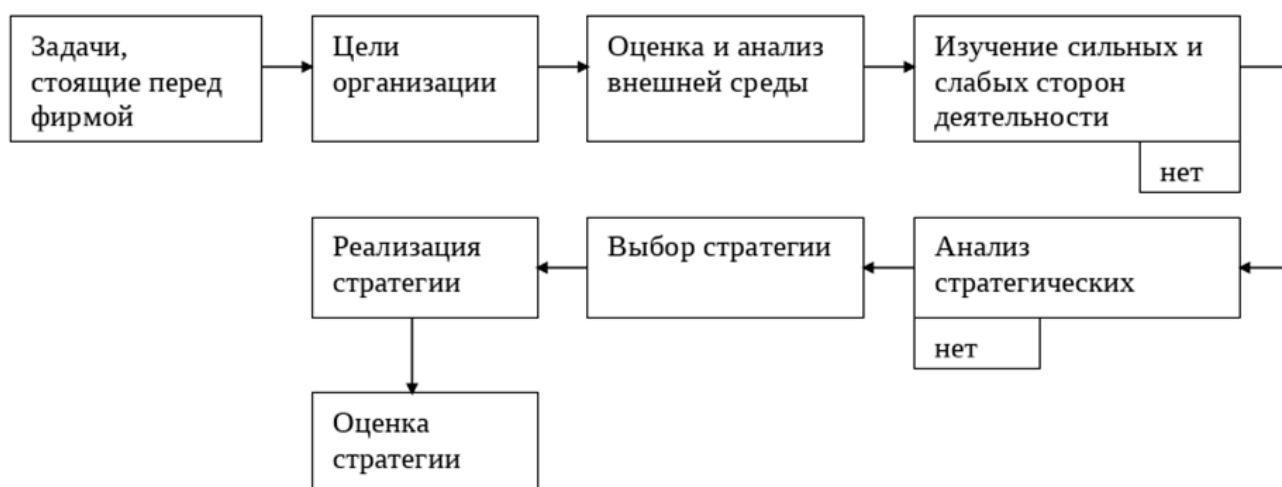 Задачи,
стоящие перед
фирмой
Цели
организации
Оценка и анализ
внешней среды
Изучение сильных и
слабых сторон
деятельности
нет
Анализ
стратегических
нет
Выбор стратегии
Реализация
стратегии
Оценка
стратегии